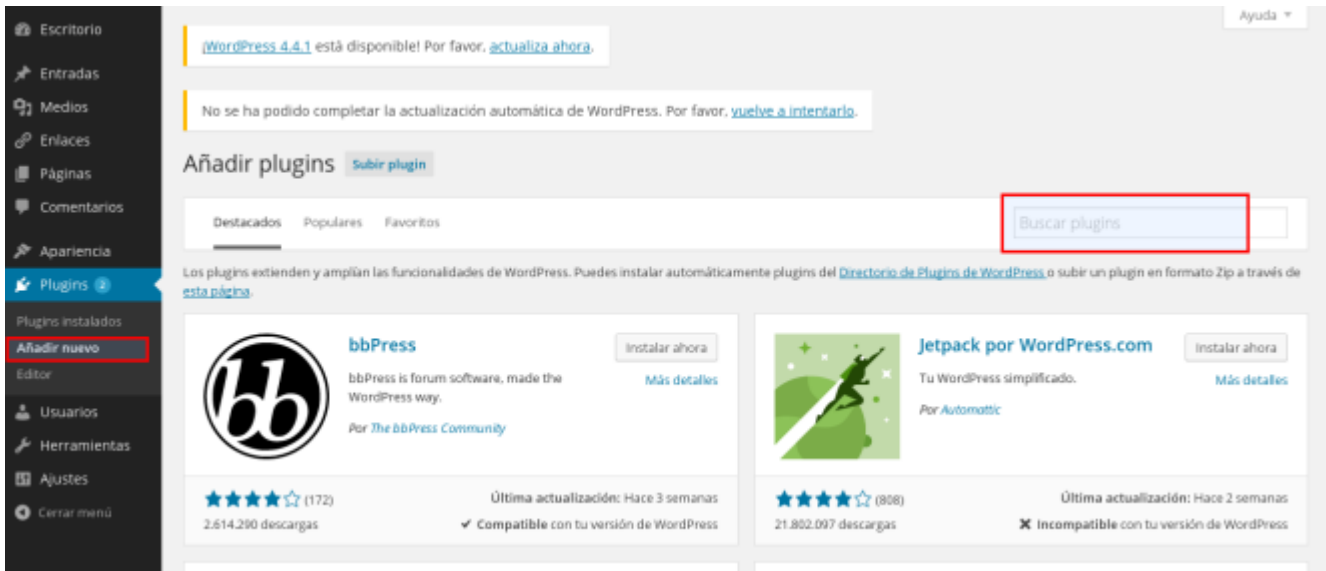 Escritorio
Entradas
Medios
Enlaces
Páginas
Comentarios
Apariencia
Plugins 2
Plugins instalados
Añadir nuevo
Editor
Usuarios
Herramientas
Ajustes
Cerrar menú
Ayuda
¡WordPress 4.4.1 está disponible! Por favor, actualiza ahora.
No se ha podido completar la actualización automática de WordPress. Por favor, vuelve a intentarlo.
Añadir plugins Subir plugin
Destacados Populares Favoritos Buscar plugins
Los plugins extienden y amplían las funcionalidades de WordPress. Puedes instalar automáticamente plugins del Directorio de Plugins de WordPress o subir un plugin en formato Zip a través de
esta página.
bbPress Instalar ahora
bbPress is forum software, made the Más detalles
WordPress way.
Por The bbPress Community
(172) Última actualización: Hace 3 semanas
2.614.290 descargas Compatible con tu versión de WordPress
Jetpack por WordPress.com Instalar ahora
Tu WordPress simplificado. Más detalles
Por Automattic
(808) Última actualización: Hace 2 semanas
21.802.097 descargas Incompatible con tu versión de WordPress